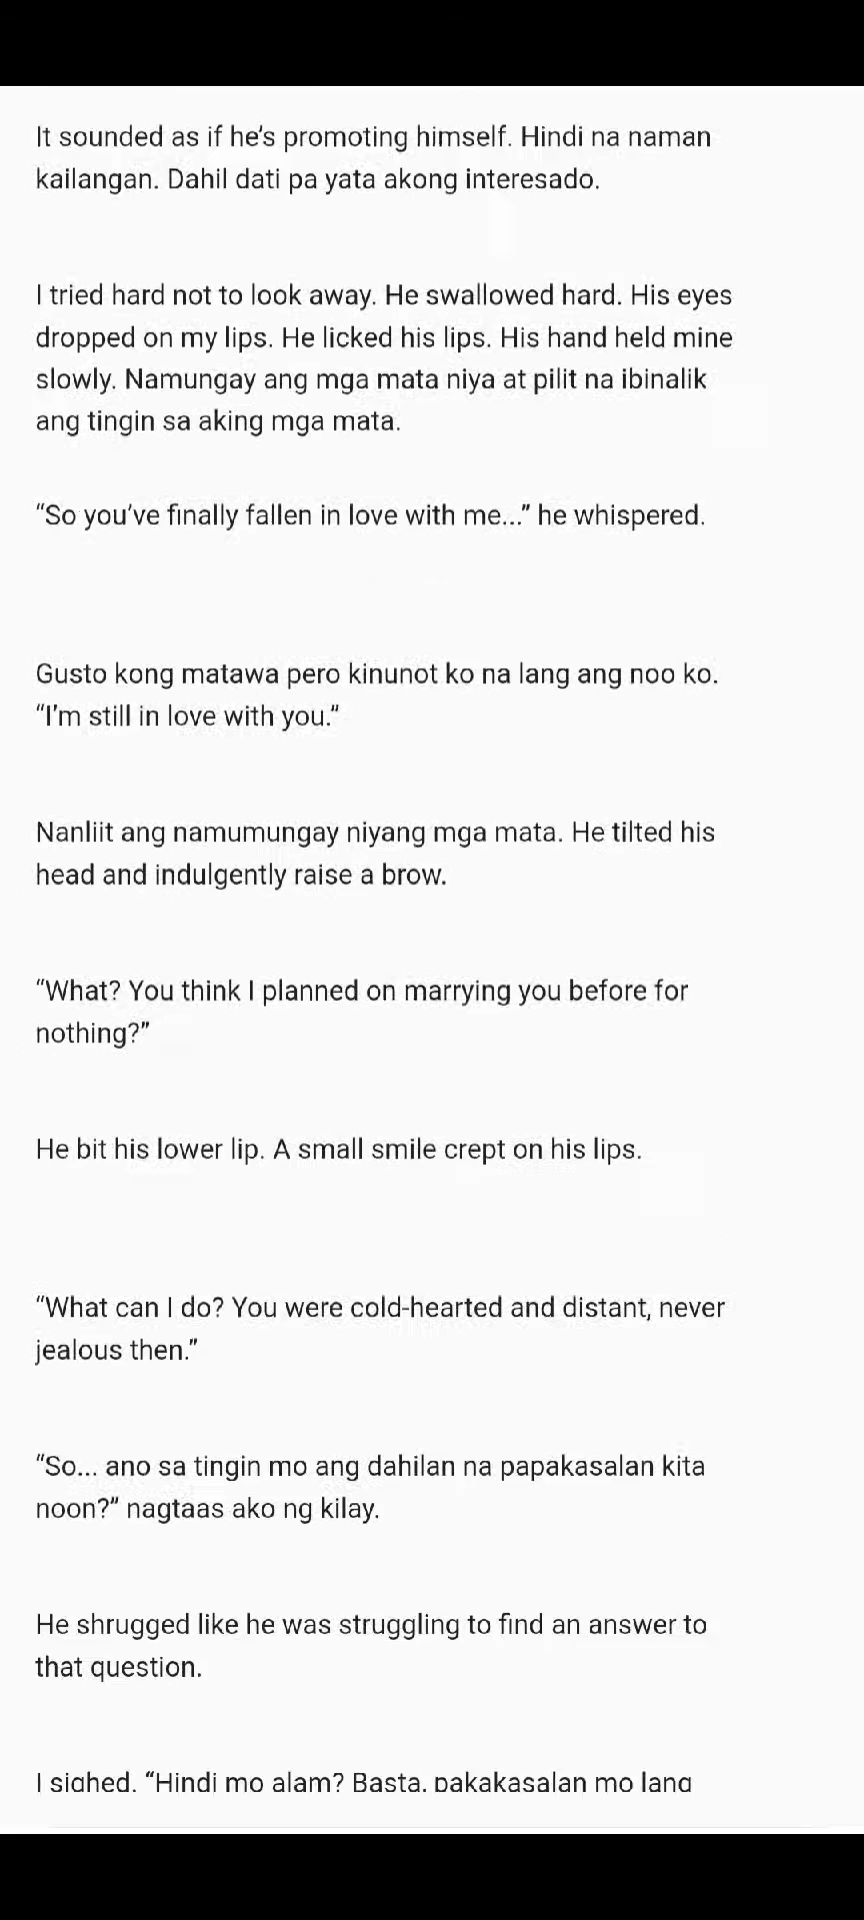 It sounded as if he's promoting himself. Hindi na naman
kailangan. Dahil dati pa yata akong interesado.
I tried hard not to look away. He swallowed hard. His eyes
dropped on my lips. He licked his lips. His hand held mine
slowly. Namungay ang mga mata niya at pilit na ibinalik
ang tingin sa aking mga mata.
“So you’ve finally fallen in love with me...” he whispered.
Gusto kong matawa pero kinunot ko na lang ang noo ko.
“I’m still in love with you.”
Nanliit ang namumungay niyang mga mata. He tilted his
head and indulgently raise a brow.
“What? You think I planned on marrying you before for
nothing?”
He bit his lower lip. A small smile crept on his lips.
“What can I do? You were cold-hearted and distant, never
jealous then.”
“So... ano sa tingin mo ang dahilan na papakasalan kita
noon?” nagtaas ako ng kilay.
He shrugged like he was struggling to find an answer to
that question.
I sighed. “Hindi mo alam? Basta, pakakasalan mo lang